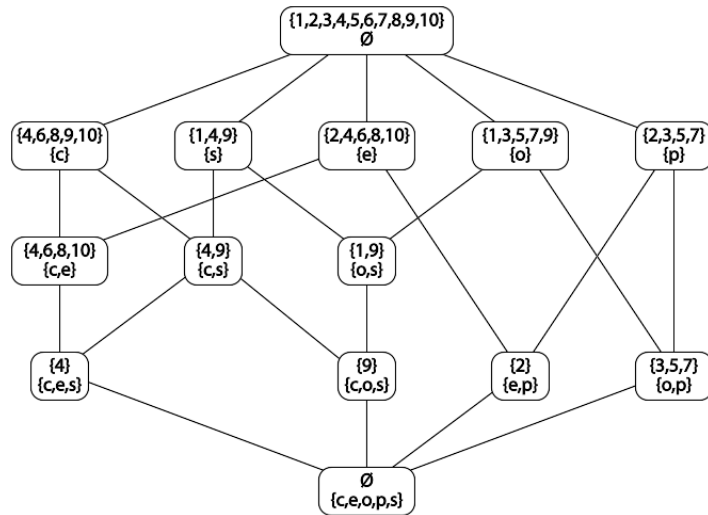 {1,2,3,4,5,6,7,8,9,10}
Ø
{4,6,8,9,10}
{c}
{1,4,9}
{s}
{2,4,6,8,10}
{e}
{1,3,5,7,9}
{o}
{2,3,5,7}
{p}
{4,6,8,10}
{c,e}
{4,9}
{c,s}
{1,9}
{o,s}
{4}
{c,e,s}
{9}
{c,o,s}
{2}
{e,p}
{3,5,7}
{o,p}
Ø
{c,e,o,p,s}